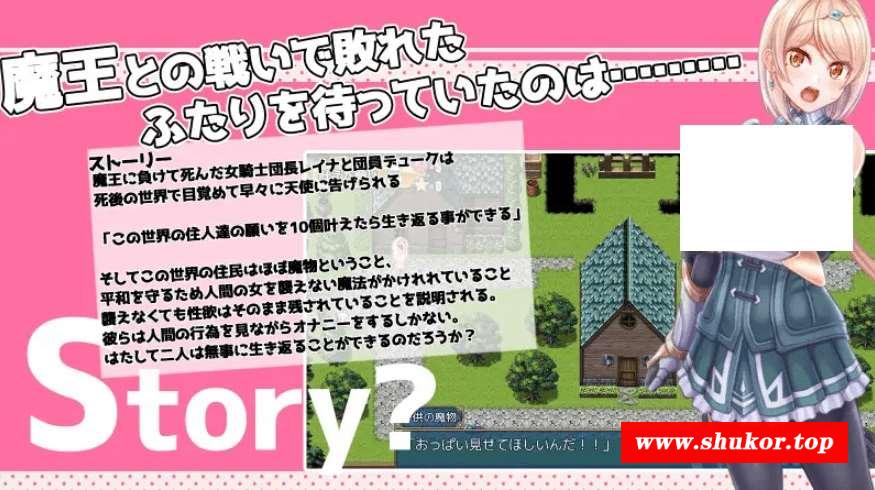 魔王との戦いで敗れた
ふたりを待っていたのは………
ストーリー
魔王に負けて死んだ女騎士団長レイナと団員デュークは
死後の世界で目覚めて早々に天使に告げられる
「この世界の住人達の願いを10個叶えたら生き返る事ができる」
そしてこの世界の住民はほぼ魔物ということ、
平和を守るため人間の女を襲えない魔法がかけれれていること
襲えなくても性欲はそのまま残されていることを説明される。
彼らは人間の行為を見ながらオナニーをするしかない。
はたして二人は無事に生き返ることができるのだろうか？
Story?
供の魔物
「おっぱい見せてほしいんだ！！」
www.shukor.top